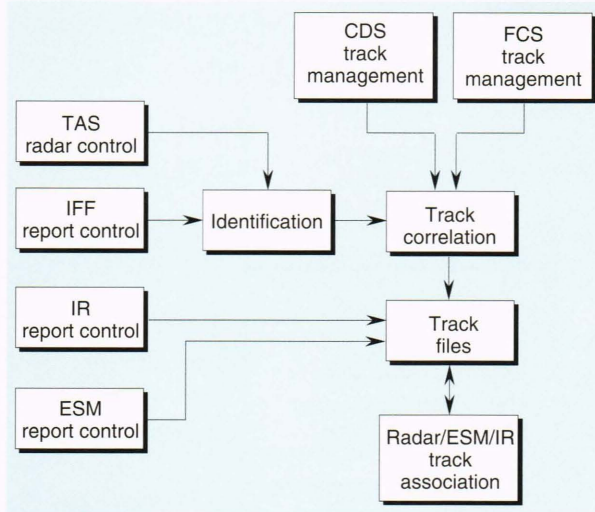 CDS
track
management
FCS
track
management
TAS
radar control
IFF
report control
Identification
Track
correlation
IR
report control
Track
files
ESM
report control
Radar/ESM/IR
track
association